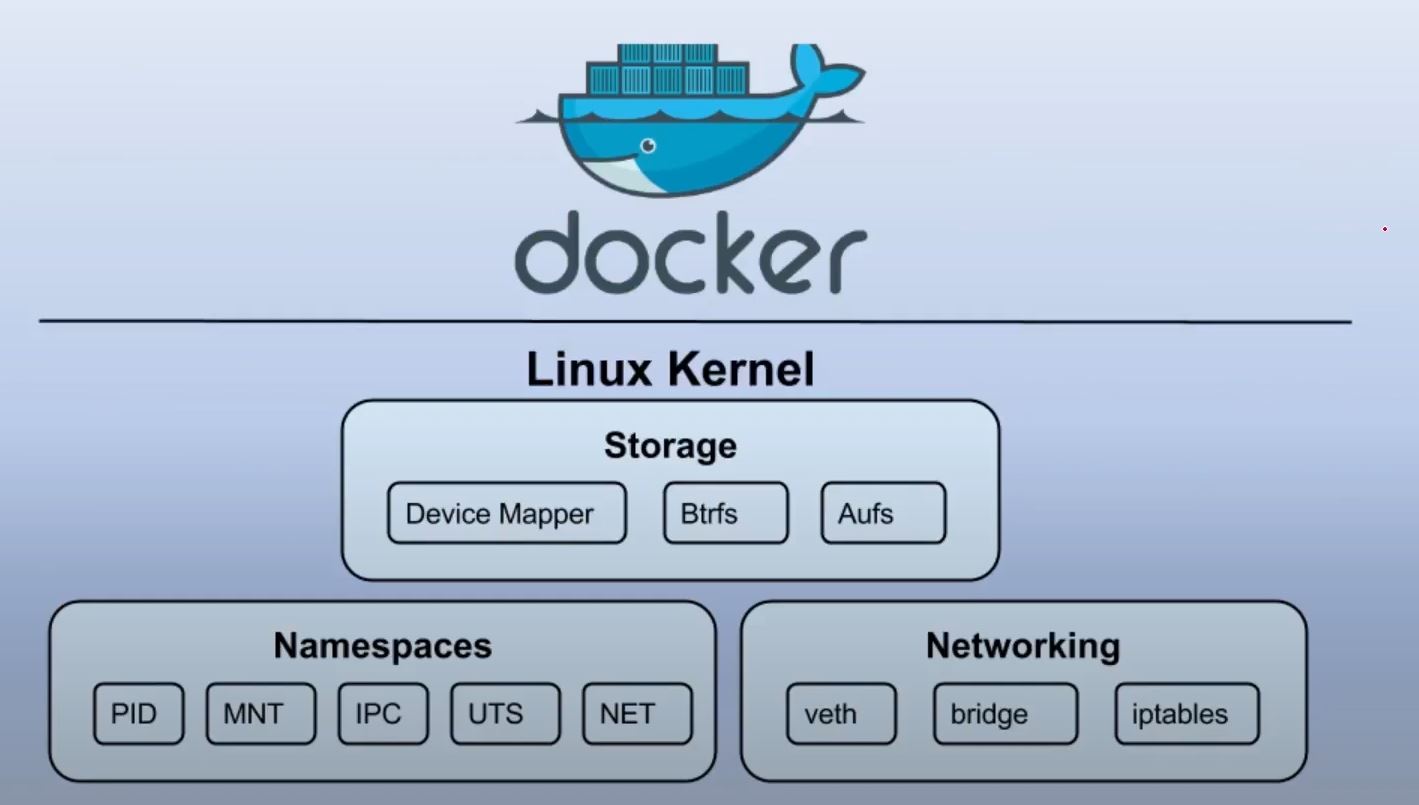 docker
Linux Kernel
Storage
Device Mapper Btrfs Aufs
Namespaces
PID MNT IPC UTS NET
Networking
veth bridge iptables